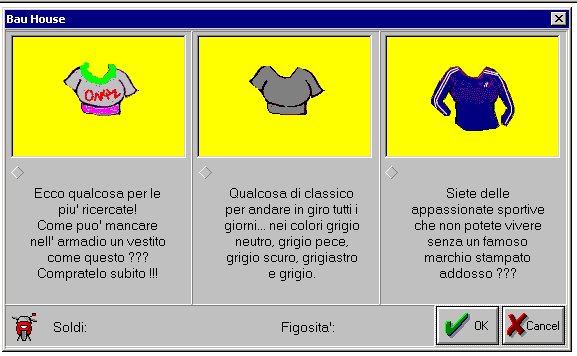 Bau House
ONYX
Ecco qualcosa per le
piu' ricercate!
Come puo' mancare
nell' armadio un vestito
come questo ???
Compratelo subito !!!
Qualcosa di classico
per andare in giro tutti i
giorni... nei colori grigio
neutro, grigio pece,
grigio scuro, grigiastro
e grigio.
Siete delle
appassionate sportive
che non potete vivere
senza un famoso
marchio stampato
addosso ???
Soldi:
Figosita':
OK
Cancel